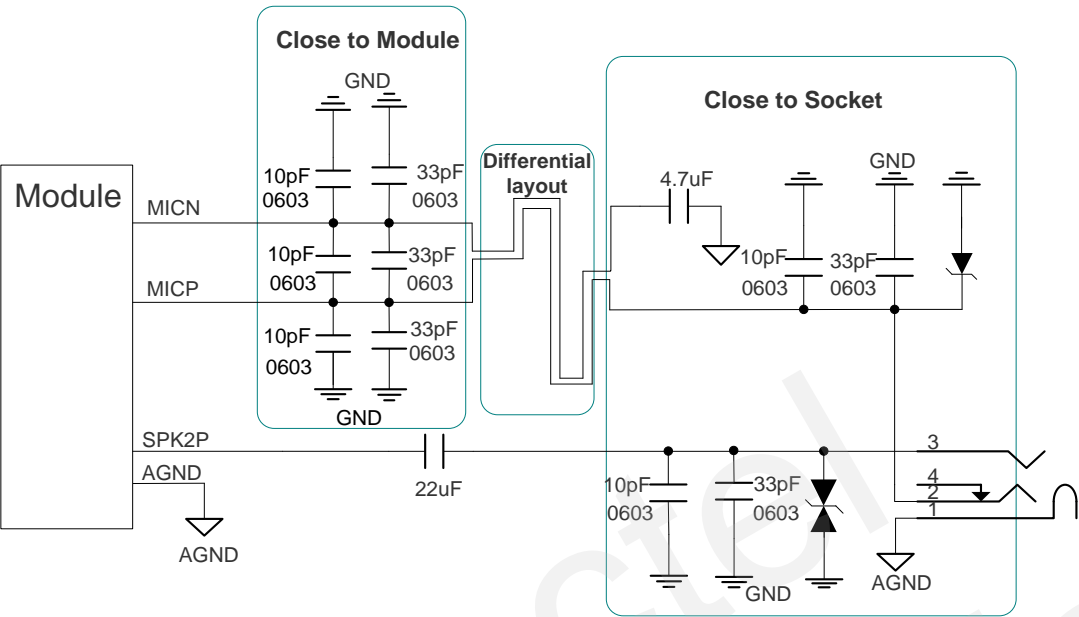 Close to Module
GND
10pF
0603
33pF
0603
Module
MICN
10pF
0603
33pF
0603
MICP
10pF
0603
33pF
0603
GND
Differential
layout
Close to Socket
4.7uF
GND
10pF
0603
33pF
0603
SPK2P
22uF
AGND
AGND
10pF
0603
33pF
0603
GND
3
4
2
1
AGND